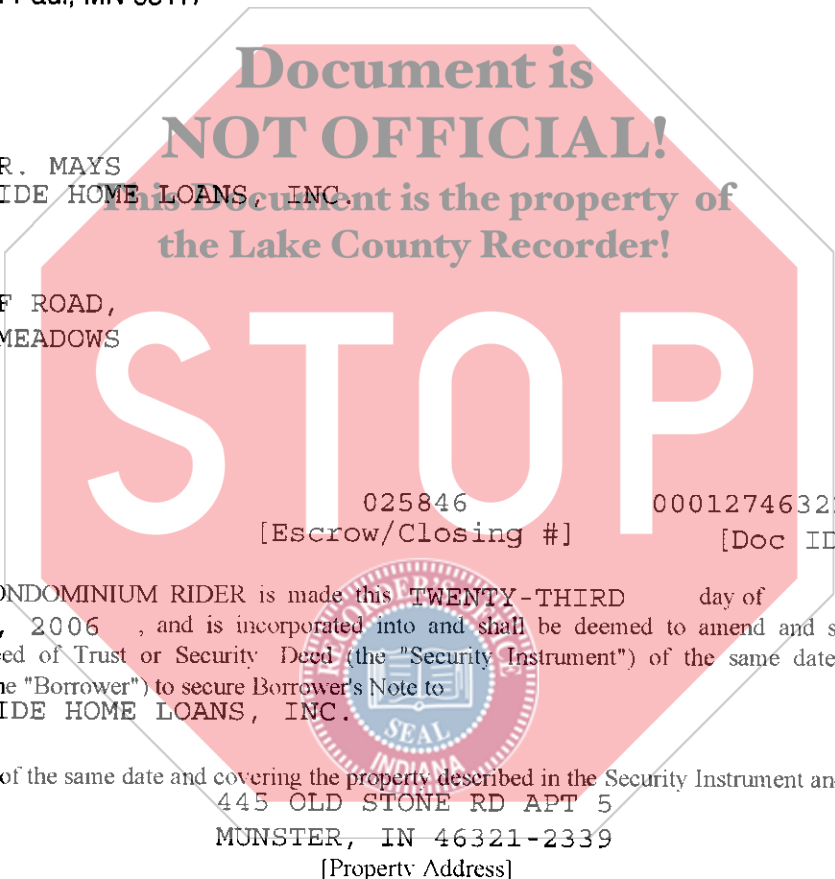 Paul, MN
Document is
NOT OFFICIAL!
R. MAYS
IDE HOME LOANS, INC.
This Document is the property of
the Lake County Recorder!
F ROAD,
MEADOWS
STOP
025846 000127463
[Escrow/Closing #] [Doc ID
ONDOMINIUM RIDER is made this TWENTY-THIRD day of
, 2006 , and is incorporated into and shall be deemed to amend and s
eed of Trust or Security Deed (the "Security Instrument") of the same date
e "Borrower") to secure Borrower's Note to
IDE HOME LOANS, INC.
RECORDER'S OFFICE
SEAL
INDIANA
of the same date and covering the property described in the Security Instrument an
445 OLD STONE RD APT 5
MUNSTER, IN 46321-2339
[Property Address]